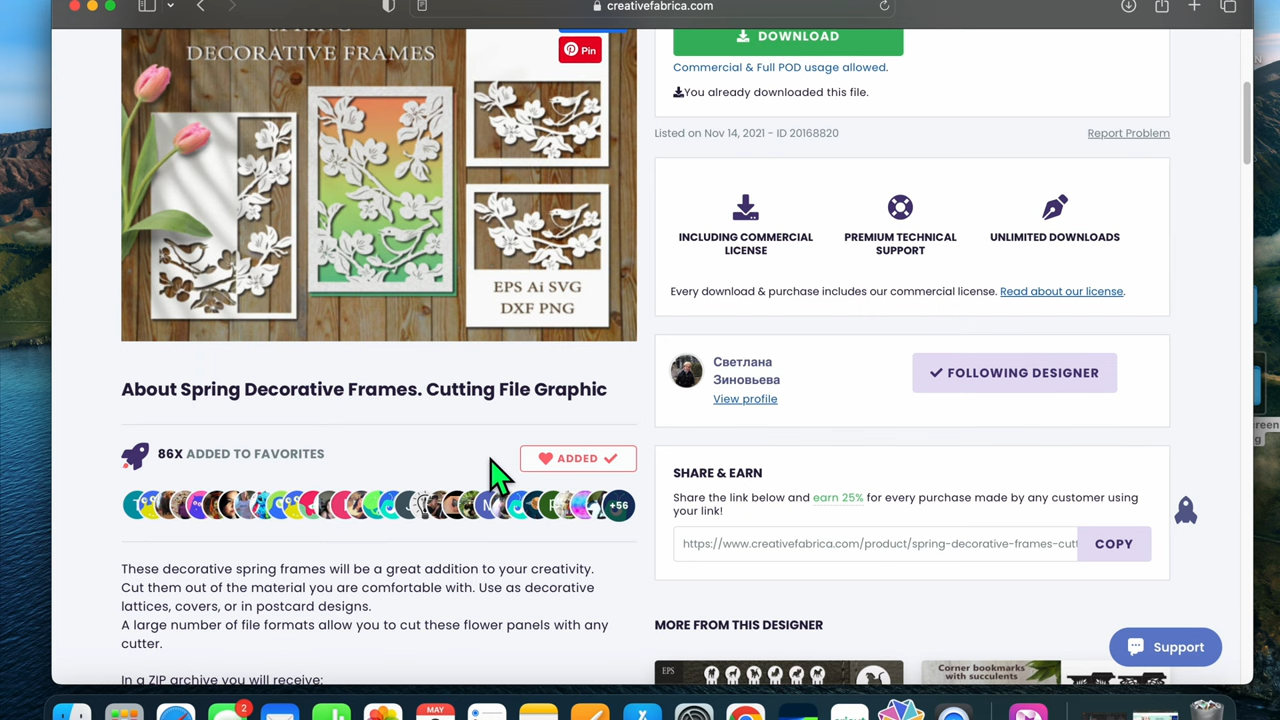 creativefabrica.com
DECORATIVE FRAMES
Pin
EPS Ai SVG
DXF PNG
DOWNLOAD
Commercial & Full POD usage allowed.
You already downloaded this file.
Listed on Nov 14, 2021 - ID 20168820
Report Problem
INCLUDING COMMERCIAL
LICENSE
PREMIUM TECHNICAL
SUPPORT
UNLIMITED DOWNLOADS
Every download & purchase includes our commercial license. Read about our license.
Светлана
Зиновьева
View profile
FOLLOWING DESIGNER
About Spring Decorative Frames. Cutting File Graphic
86X ADDED TO FAVORITES
ADDED
+56
SHARE & EARN
Share the link below and earn 25% for every purchase made by any customer using
your link!
https://www.creativefabrica.com/product/spring-decorative-frames-cutt
COPY
These decorative spring frames will be a great addition to your creativity.
Cut them out of the material you are comfortable with. Use as decorative
lattices, covers, or in postcard designs.
A large number of file formats allow you to cut these flower panels with any
cutter.
In a ZIP archive you will receive:
MORE FROM THIS DESIGNER
EPS
Corner bookmarks
with succulents
Support
2
MAY